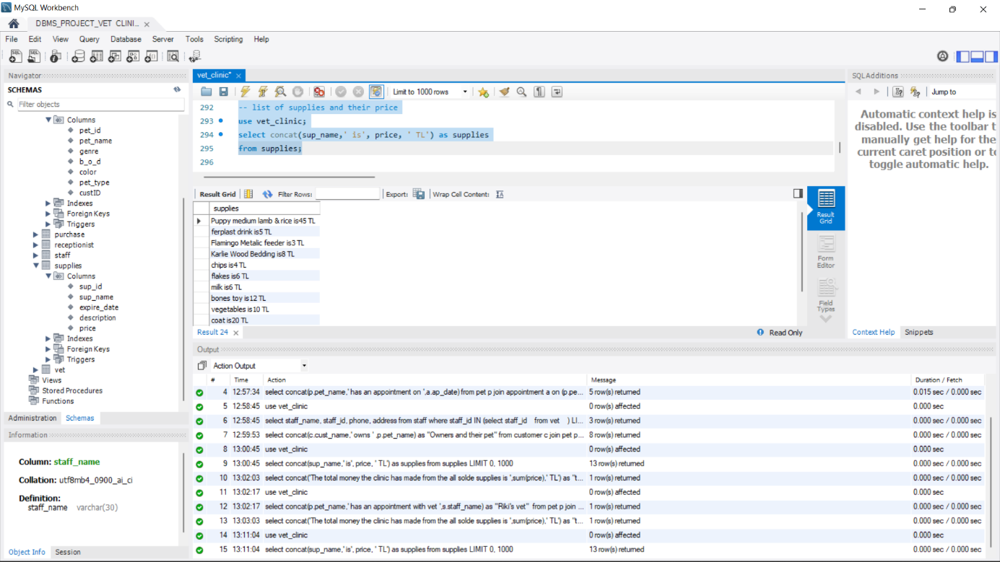 MySQL Workbench
DBMS_PROJECT_VET CLINI...
File Edit View Query Database Server Tools Scripting Help
Navigator
SCHEMAS
Filter objects
Columns
pet_id
pet_name
genre
b_o_d
color
pet_type
custID
Indexes
Foreign Keys
Triggers
purchase
receptionist
staff
supplies
Columns
sup_id
sup_name
expire_date
description
price
Indexes
Foreign Keys
Triggers
vet
Views
Stored Procedures
Functions
Administration Schemas
Information
Column: staff_name
Collation: utf8mb4_0900_ai_ci
Definition:
staff_name varchar(30)
Object Info Session
vet_clinic*
Limit to 1000 rows
292 -- list of supplies and their price
293 use vet_clinic;
294 select concat(sup_name,' is', price, ' TL') as supplies
295 from supplies;
296
Result Grid Filter Rows: Export: Wrap Cell Content:
supplies
Puppy medium lamb & rice is45 TL
ferplast drink is5 TL
Flamingo Metalic feeder is3 TL
Karlie Wood Bedding is8 TL
chips is4 TL
flakes is6 TL
milk is6 TL
bones toy is12 TL
vegetables is10 TL
coat is20 TL
Result Grid
Form Editor
Field Types
Result 24
Read Only
SQLAdditions
Jump to
Automatic context help is
disabled. Use the toolbar t
manually get help for the
current caret position or to
toggle automatic help.
Context Help Snippets
Output
Action Output
# Time Action Message Duration / Fetch
4 12:57:34 select concat(p.pet_name,' has an appointment on ',a.ap_date) from pet p join appointment a on (p.pe... 5 row(s) returned 0.015 sec / 0.000 sec
5 12:58:45 use vet_clinic 0 row(s) affected 0.000 sec
6 12:58:45 select staff_name, staff_id, phone, address from staff where staff_id IN (select staff_id from vet ) LI... 3 row(s) returned 0.000 sec / 0.000 sec
7 12:59:53 select concat(c.cust_name,' owns ' ,p.pet_name) as "Owners and their pet" from customer c join pet p... 8 row(s) returned 0.000 sec / 0.000 sec
8 13:00:45 use vet_clinic 0 row(s) affected 0.000 sec
9 13:00:45 select concat(sup_name,' is', price, ' TL') as supplies from supplies LIMIT 0, 1000 13 row(s) returned 0.000 sec / 0.000 sec
10 13:02:03 select concat('The total money the clinic has made from the all solde supplies is ',sum(price),' TL') as "t... 1 row(s) returned 0.000 sec / 0.000 sec
11 13:02:17 use vet_clinic 0 row(s) affected 0.000 sec
12 13:02:17 select concat(p.pet_name,' has an appointment with vet ',s.staff_name) as "Riki's vet" from pet p join ... 1 row(s) returned 0.000 sec / 0.000 sec
13 13:03:03 select concat('The total money the clinic has made from the all solde supplies is ',sum(price),' TL') as "t... 1 row(s) returned 0.000 sec / 0.000 sec
14 13:11:04 use vet_clinic 0 row(s) affected 0.000 sec
15 13:11:04 select concat(sup_name,' is', price, ' TL') as supplies from supplies LIMIT 0, 1000 13 row(s) returned 0.000 sec / 0.000 sec